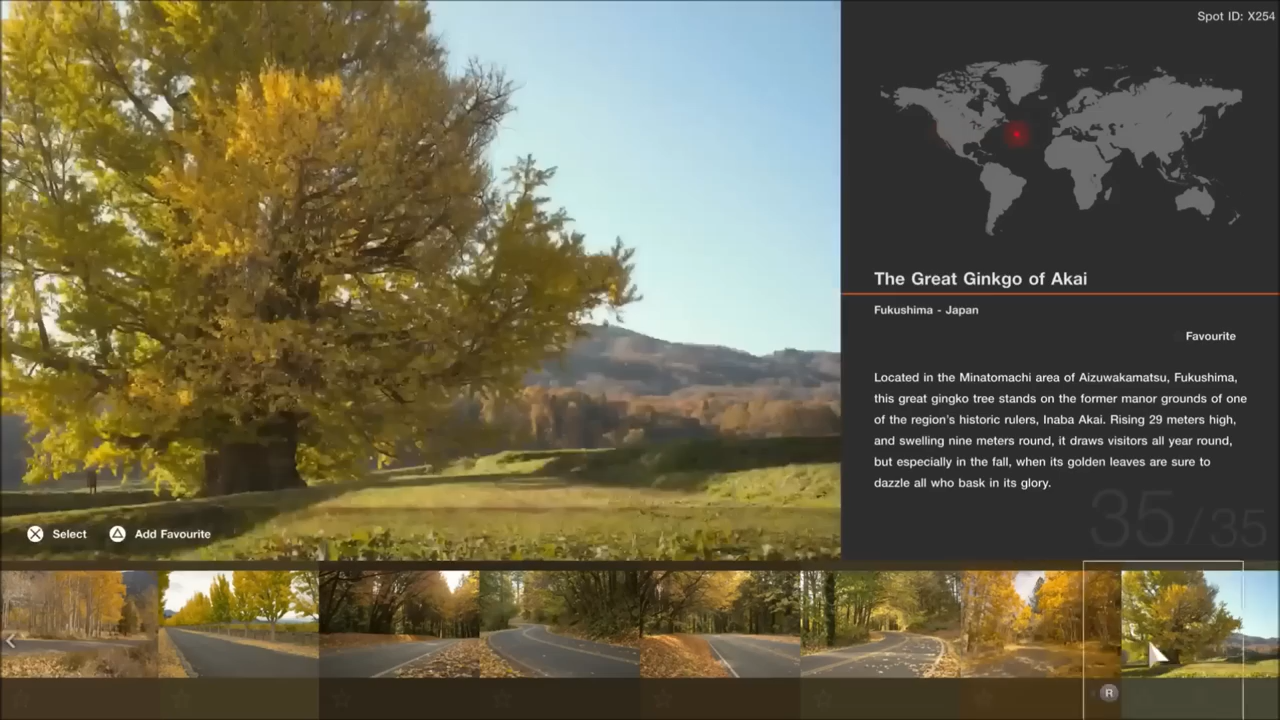 Spot ID: X254
The Great Ginkgo of Akai
Fukushima - Japan
Favourite
Located in the Minatomachi area of Aizuwakamatsu, Fukushima,
this great gingko tree stands on the former manor grounds of one
of the region's historic rulers, Inaba Akai. Rising 29 meters high,
and swelling nine meters round, it draws visitors all year round,
but especially in the fall, when its golden leaves are sure to
dazzle all who bask in its glory.
35/35
Select
Add Favourite
R